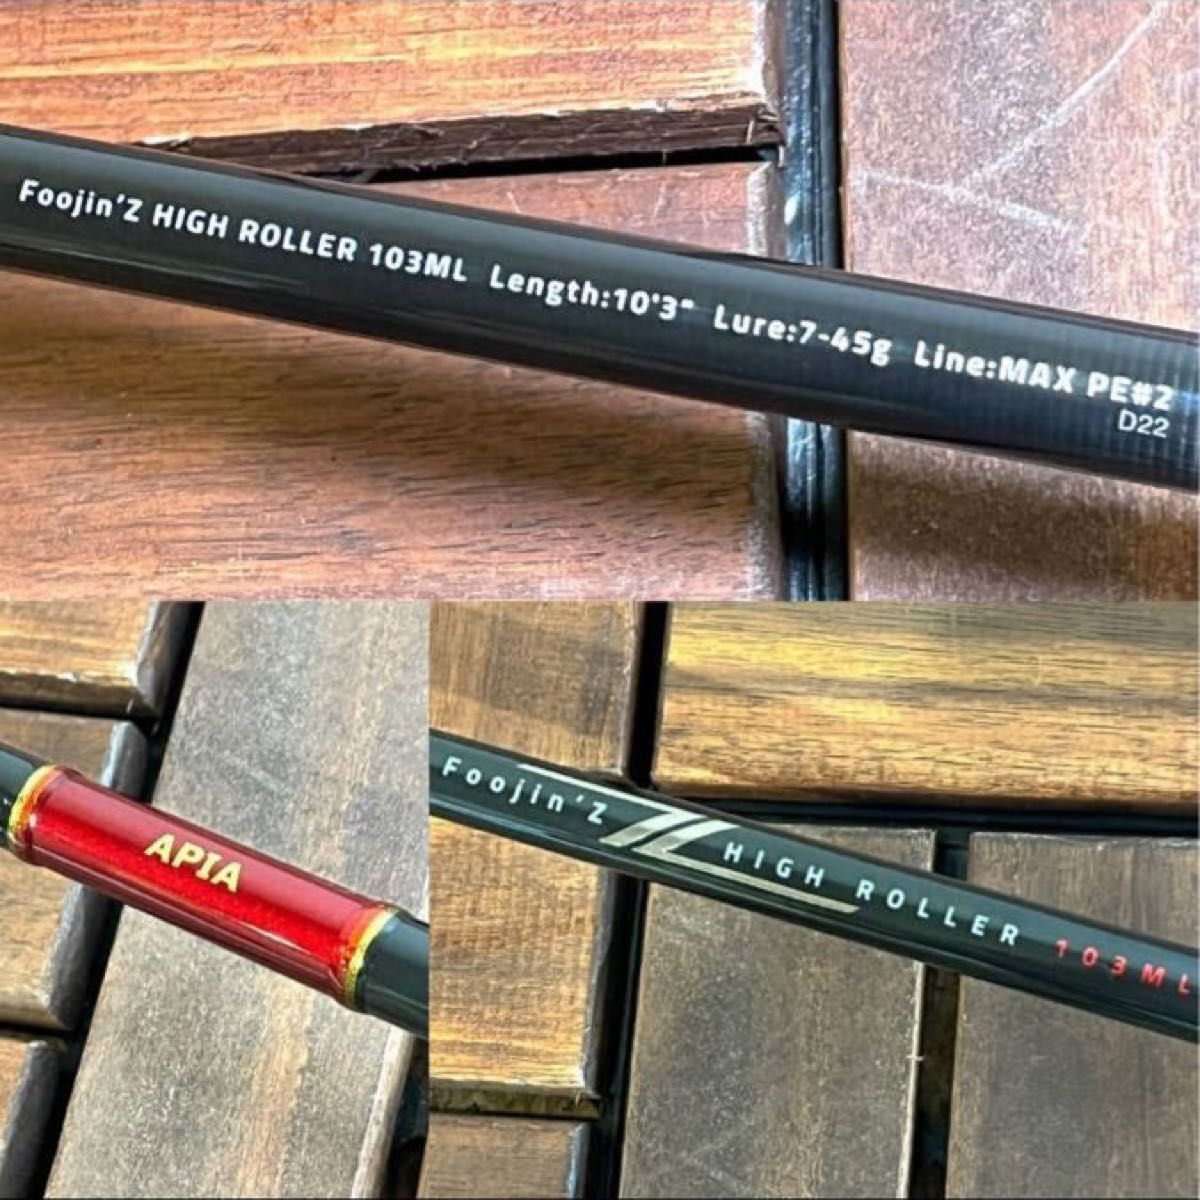 Foojin'Z HIGH ROLLER 103ML Length:10'3" Lure:7-45g Line:MAX PE#2
D22
APIA
Foojin'Z HIGH ROLLER 103ML